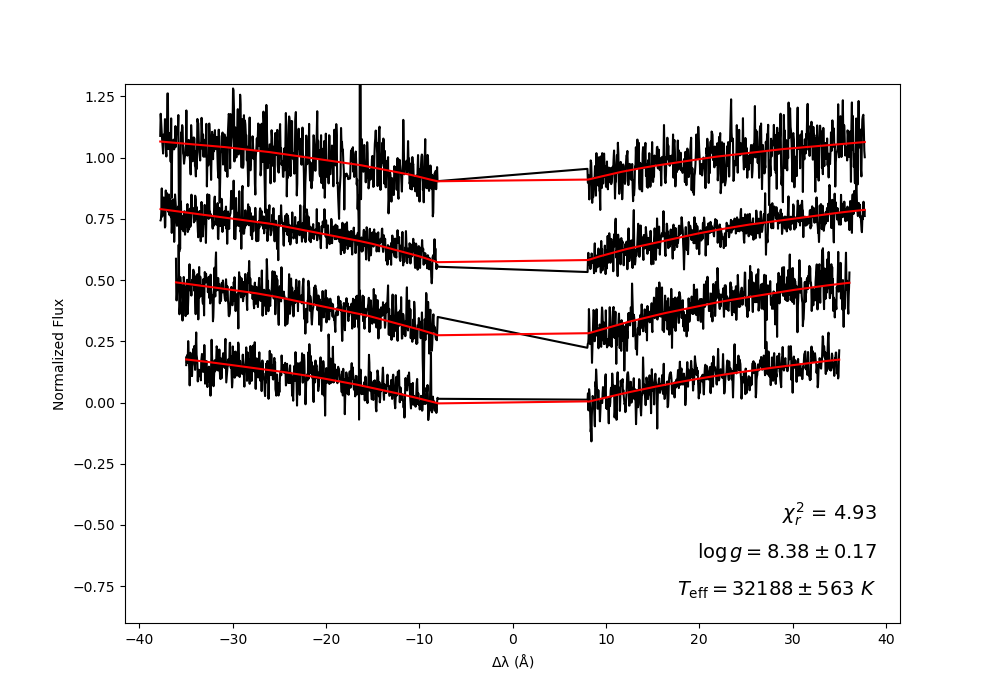 1.25
1.00
0.75
0.50
0.25
0.00
−0.25
−0.50
−0.75
Normalized Flux
χ²ᵣ = 4.93
log g = 8.38 ± 0.17
T_eff = 32188 ± 563 K
−40 −30 −20 −10 0 10 20 30 40
Δλ (Å)